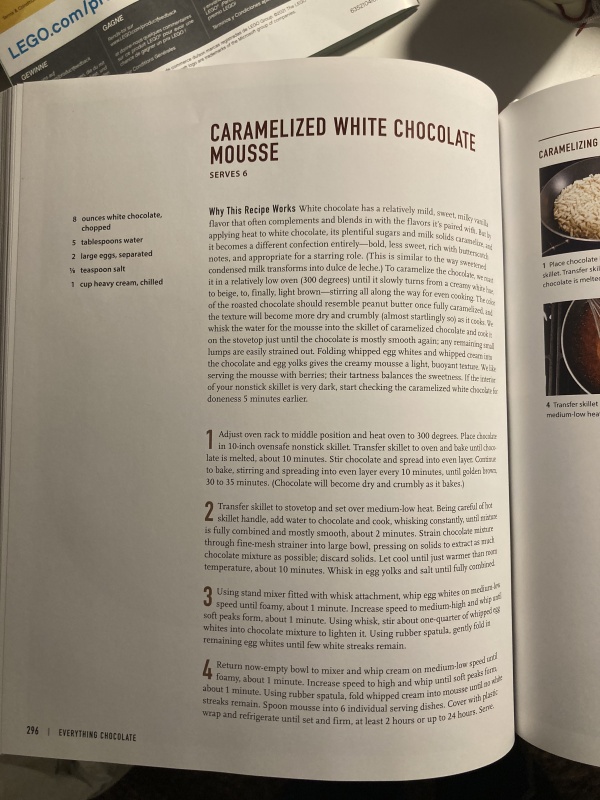 LEGO.com/pr
GAGNE
GEWINNE
CARAMELIZED WHITE CHOCOLATE
MOUSSE
SERVES 6
8 ounces white chocolate,
chopped
5 tablespoons water
2 large eggs, separated
⅛ teaspoon salt
1 cup heavy cream, chilled
Why This Recipe Works White chocolate has a relatively mild, sweet, milky-vanilla
flavor that often complements and blends in with the flavors it's paired with. But by
applying heat to white chocolate, its plentiful sugars and milk solids caramelize, and
it becomes a different confection entirely—bold, less sweet, rich with butterscotch
notes, and appropriate for a starring role. (This is similar to the way sweetened
condensed milk transforms into dulce de leche.) To caramelize the chocolate, we roast
it in a relatively low oven (300 degrees) until it slowly turns from a creamy white hue
to beige, to, finally, light brown—stirring all along the way for even cooking. The color
of the roasted chocolate should resemble peanut butter once fully caramelized, and
the texture will become more dry and crumbly (almost startlingly so) as it cooks. We
whisk the water for the mousse into the skillet of caramelized chocolate and cook it
on the stovetop just until the chocolate is mostly smooth again; any remaining small
lumps are easily strained out. Folding whipped egg whites and whipped cream into
the chocolate and egg yolks gives the creamy mousse a light, buoyant texture. We like
serving the mousse with berries; their tartness balances the sweetness. If the interior
of your nonstick skillet is very dark, start checking the caramelized white chocolate for
doneness 5 minutes earlier.
1 Adjust oven rack to middle position and heat oven to 300 degrees. Place chocolate
in 10-inch ovensafe nonstick skillet. Transfer skillet to oven and bake until choco-
late is melted, about 10 minutes. Stir chocolate and spread into even layer. Continue
to bake, stirring and spreading into even layer every 10 minutes, until golden brown,
30 to 35 minutes. (Chocolate will become dry and crumbly as it bakes.)
2 Transfer skillet to stovetop and set over medium-low heat. Being careful of hot
skillet handle, add water to chocolate and cook, whisking constantly, until mixture
is fully combined and mostly smooth, about 2 minutes. Strain chocolate mixture
through fine-mesh strainer into large bowl, pressing on solids to extract as much
chocolate mixture as possible; discard solids. Let cool until just warmer than room
temperature, about 10 minutes. Whisk in egg yolks and salt until fully combined.
3 Using stand mixer fitted with whisk attachment, whip egg whites on medium-low
speed until foamy, about 1 minute. Increase speed to medium-high and whip until
soft peaks form, about 1 minute. Using whisk, stir about one-quarter of whipped egg
whites into chocolate mixture to lighten it. Using rubber spatula, gently fold in
remaining egg whites until few white streaks remain.
4 Return now-empty bowl to mixer and whip cream on medium-low speed until
foamy, about 1 minute. Increase speed to high and whip until soft peaks form,
about 1 minute. Using rubber spatula, fold whipped cream into mousse until no white
streaks remain. Spoon mousse into 6 individual serving dishes. Cover with plastic
wrap and refrigerate until set and firm, at least 2 hours or up to 24 hours. Serve.
296 | EVERYTHING CHOCOLATE
CARAMELIZING
1 Place chocolate
skillet. Transfer skil
chocolate is melte
4 Transfer skillet
medium-low hea